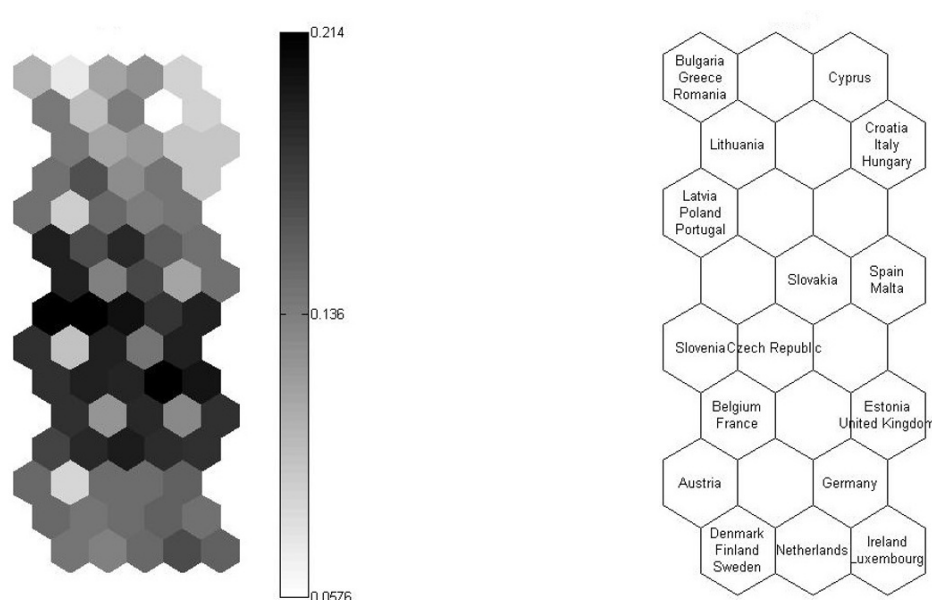 0.214
0.136
0.0576
Bulgaria
Greece
Romania
Cyprus
Lithuania
Croatia
Italy
Hungary
Latvia
Poland
Portugal
Slovakia
Spain
Malta
Slovenia
Czech Republic
Belgium
France
Estonia
United Kingdom
Austria
Germany
Denmark
Finland
Sweden
Netherlands
Ireland
Luxembourg